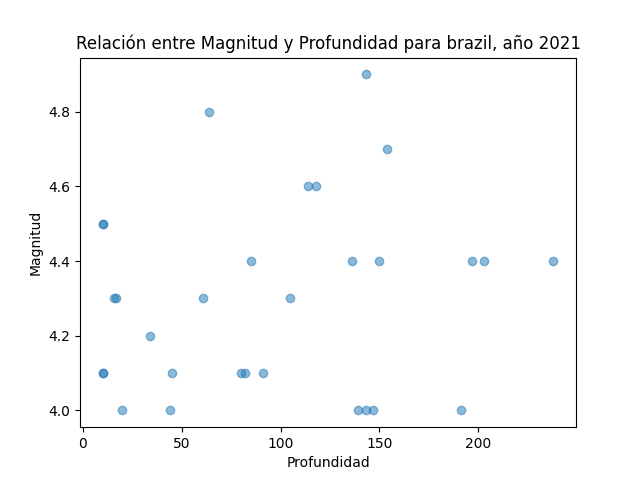 Relación entre Magnitud y Profundidad para brazil, año 2021
4.8
4.6
4.4
4.2
4.0
Magnitud
0 50 100 150 200
Profundidad